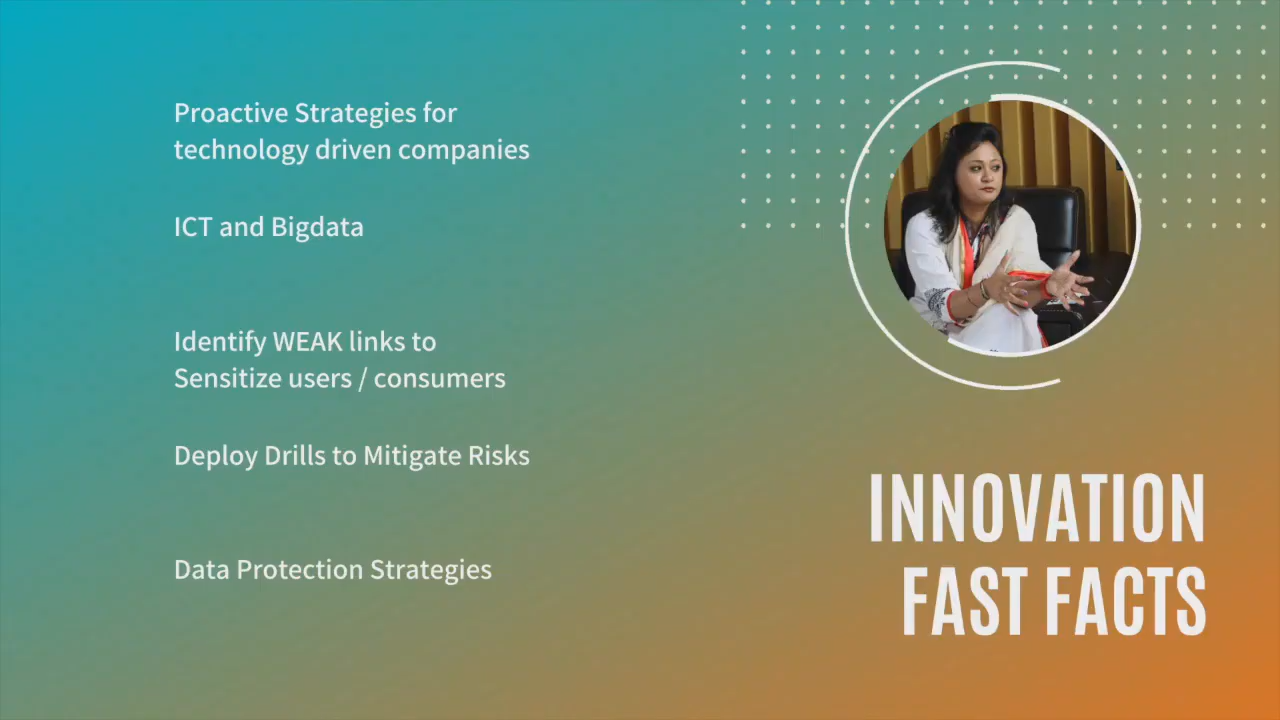 Proactive Strategies for
technology driven companies
ICT and Bigdata
Identify WEAK links to
Sensitize users / consumers
Deploy Drills to Mitigate Risks
Data Protection Strategies
INNOVATION
FAST FACTS